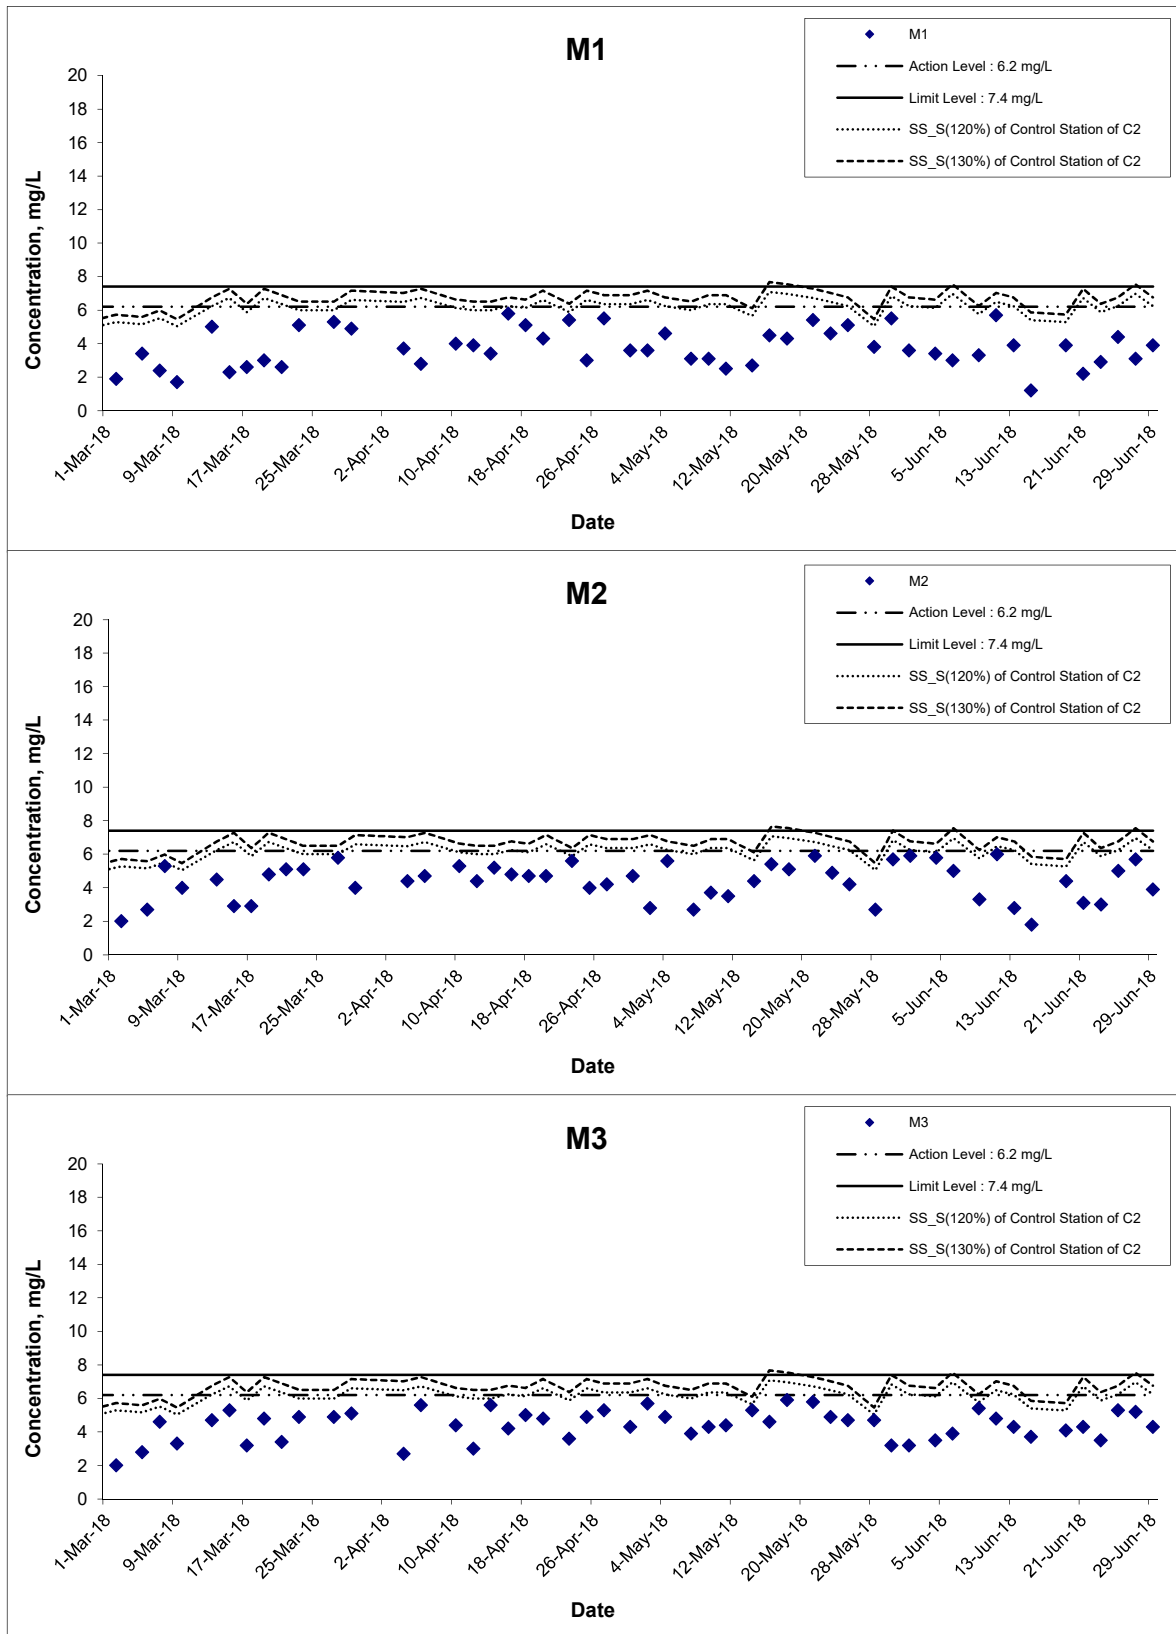 M1
M1
Action Level : 6.2 mg/L
Limit Level : 7.4 mg/L
SS_S(120%) of Control Station of C2
SS_S(130%) of Control Station of C2
Concentration, mg/L
20
18
16
14
12
10
8
6
4
2
0
1-Mar-18
9-Mar-18
17-Mar-18
25-Mar-18
2-Apr-18
10-Apr-18
18-Apr-18
26-Apr-18
4-May-18
12-May-18
20-May-18
28-May-18
5-Jun-18
13-Jun-18
21-Jun-18
29-Jun-18
Date
M2
M2
Action Level : 6.2 mg/L
Limit Level : 7.4 mg/L
SS_S(120%) of Control Station of C2
SS_S(130%) of Control Station of C2
Concentration, mg/L
20
18
16
14
12
10
8
6
4
2
0
1-Mar-18
9-Mar-18
17-Mar-18
25-Mar-18
2-Apr-18
10-Apr-18
18-Apr-18
26-Apr-18
4-May-18
12-May-18
20-May-18
28-May-18
5-Jun-18
13-Jun-18
21-Jun-18
29-Jun-18
Date
M3
M3
Action Level : 6.2 mg/L
Limit Level : 7.4 mg/L
SS_S(120%) of Control Station of C2
SS_S(130%) of Control Station of C2
Concentration, mg/L
20
18
16
14
12
10
8
6
4
2
0
1-Mar-18
9-Mar-18
17-Mar-18
25-Mar-18
2-Apr-18
10-Apr-18
18-Apr-18
26-Apr-18
4-May-18
12-May-18
20-May-18
28-May-18
5-Jun-18
13-Jun-18
21-Jun-18
29-Jun-18
Date